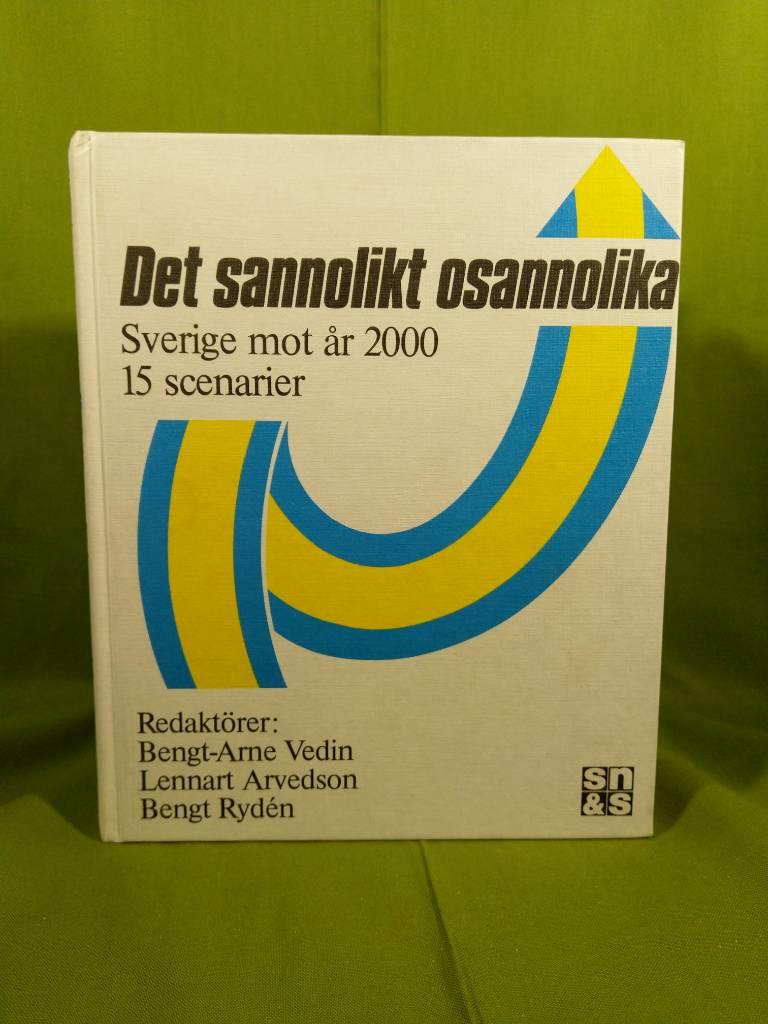 Det sannolikt osannolika
Sverige mot år 2000
15 scenarier
Redaktörer:
Bengt-Arne Vedin
Lennart Arvedson
Bengt Rydén
sn
&s